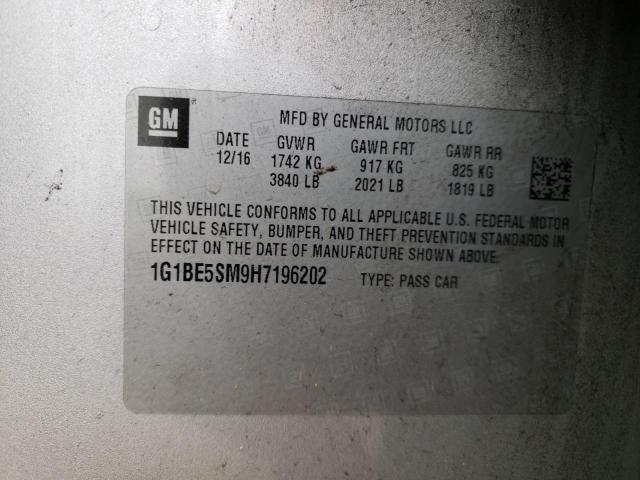 GM
MFD BY GENERAL MOTORS LLC
DATE GVWR GAWR FRT GAWR RR
12/16 1742 KG 917 KG 825 KG
3840 LB 2021 LB 1819 LB
THIS VEHICLE CONFORMS TO ALL APPLICABLE U.S. FEDERAL MOTOR
VEHICLE SAFETY, BUMPER, AND THEFT PREVENTION STANDARDS IN
EFFECT ON THE DATE OF MANUFACTURE SHOWN ABOVE.
1G1BE5SM9H7196202 TYPE: PASS CAR